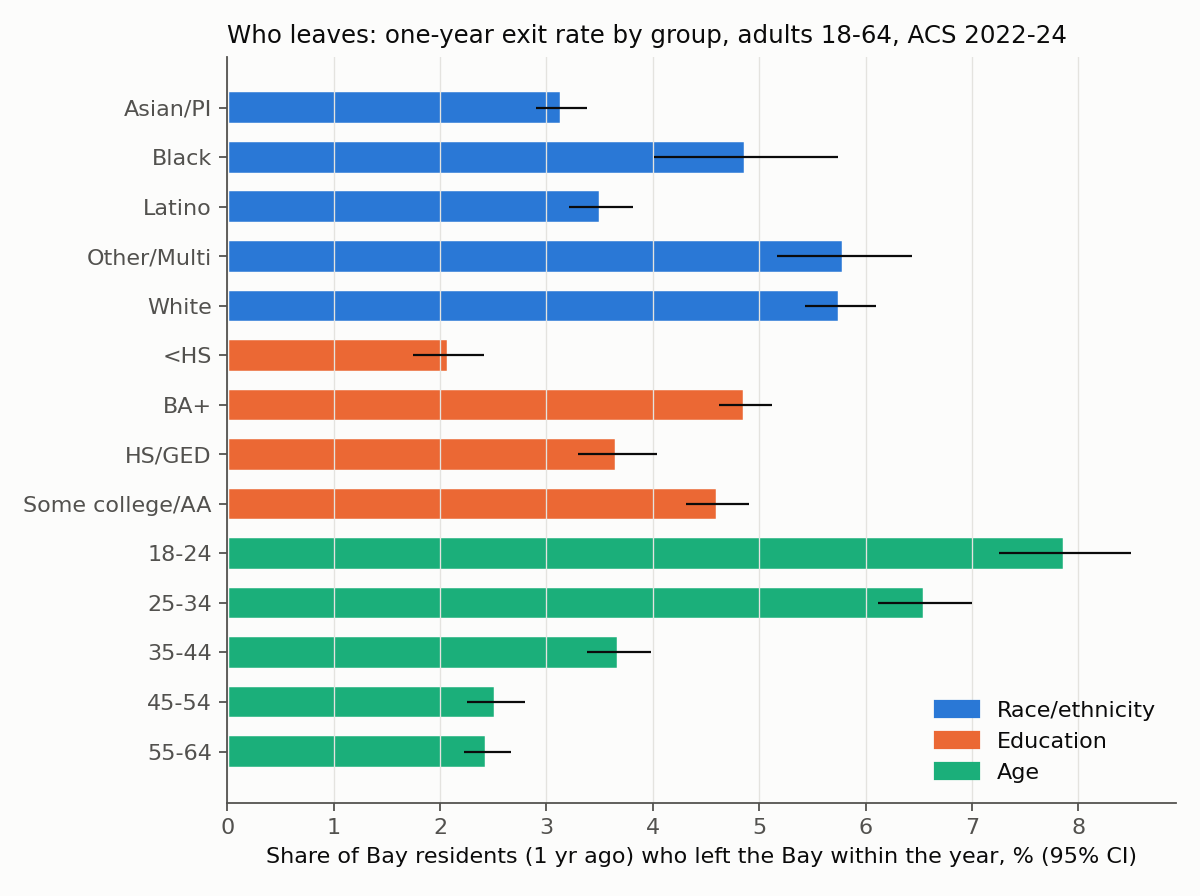 Who leaves: one-year exit rate by group, adults 18-64, ACS 2022-24
Asian/PI
Black
Latino
Other/Multi
White
<HS
BA+
HS/GED
Some college/AA
18-24
25-34
35-44
45-54
55-64
Race/ethnicity
Education
Age
0 1 2 3 4 5 6 7 8
Share of Bay residents (1 yr ago) who left the Bay within the year, % (95% CI)